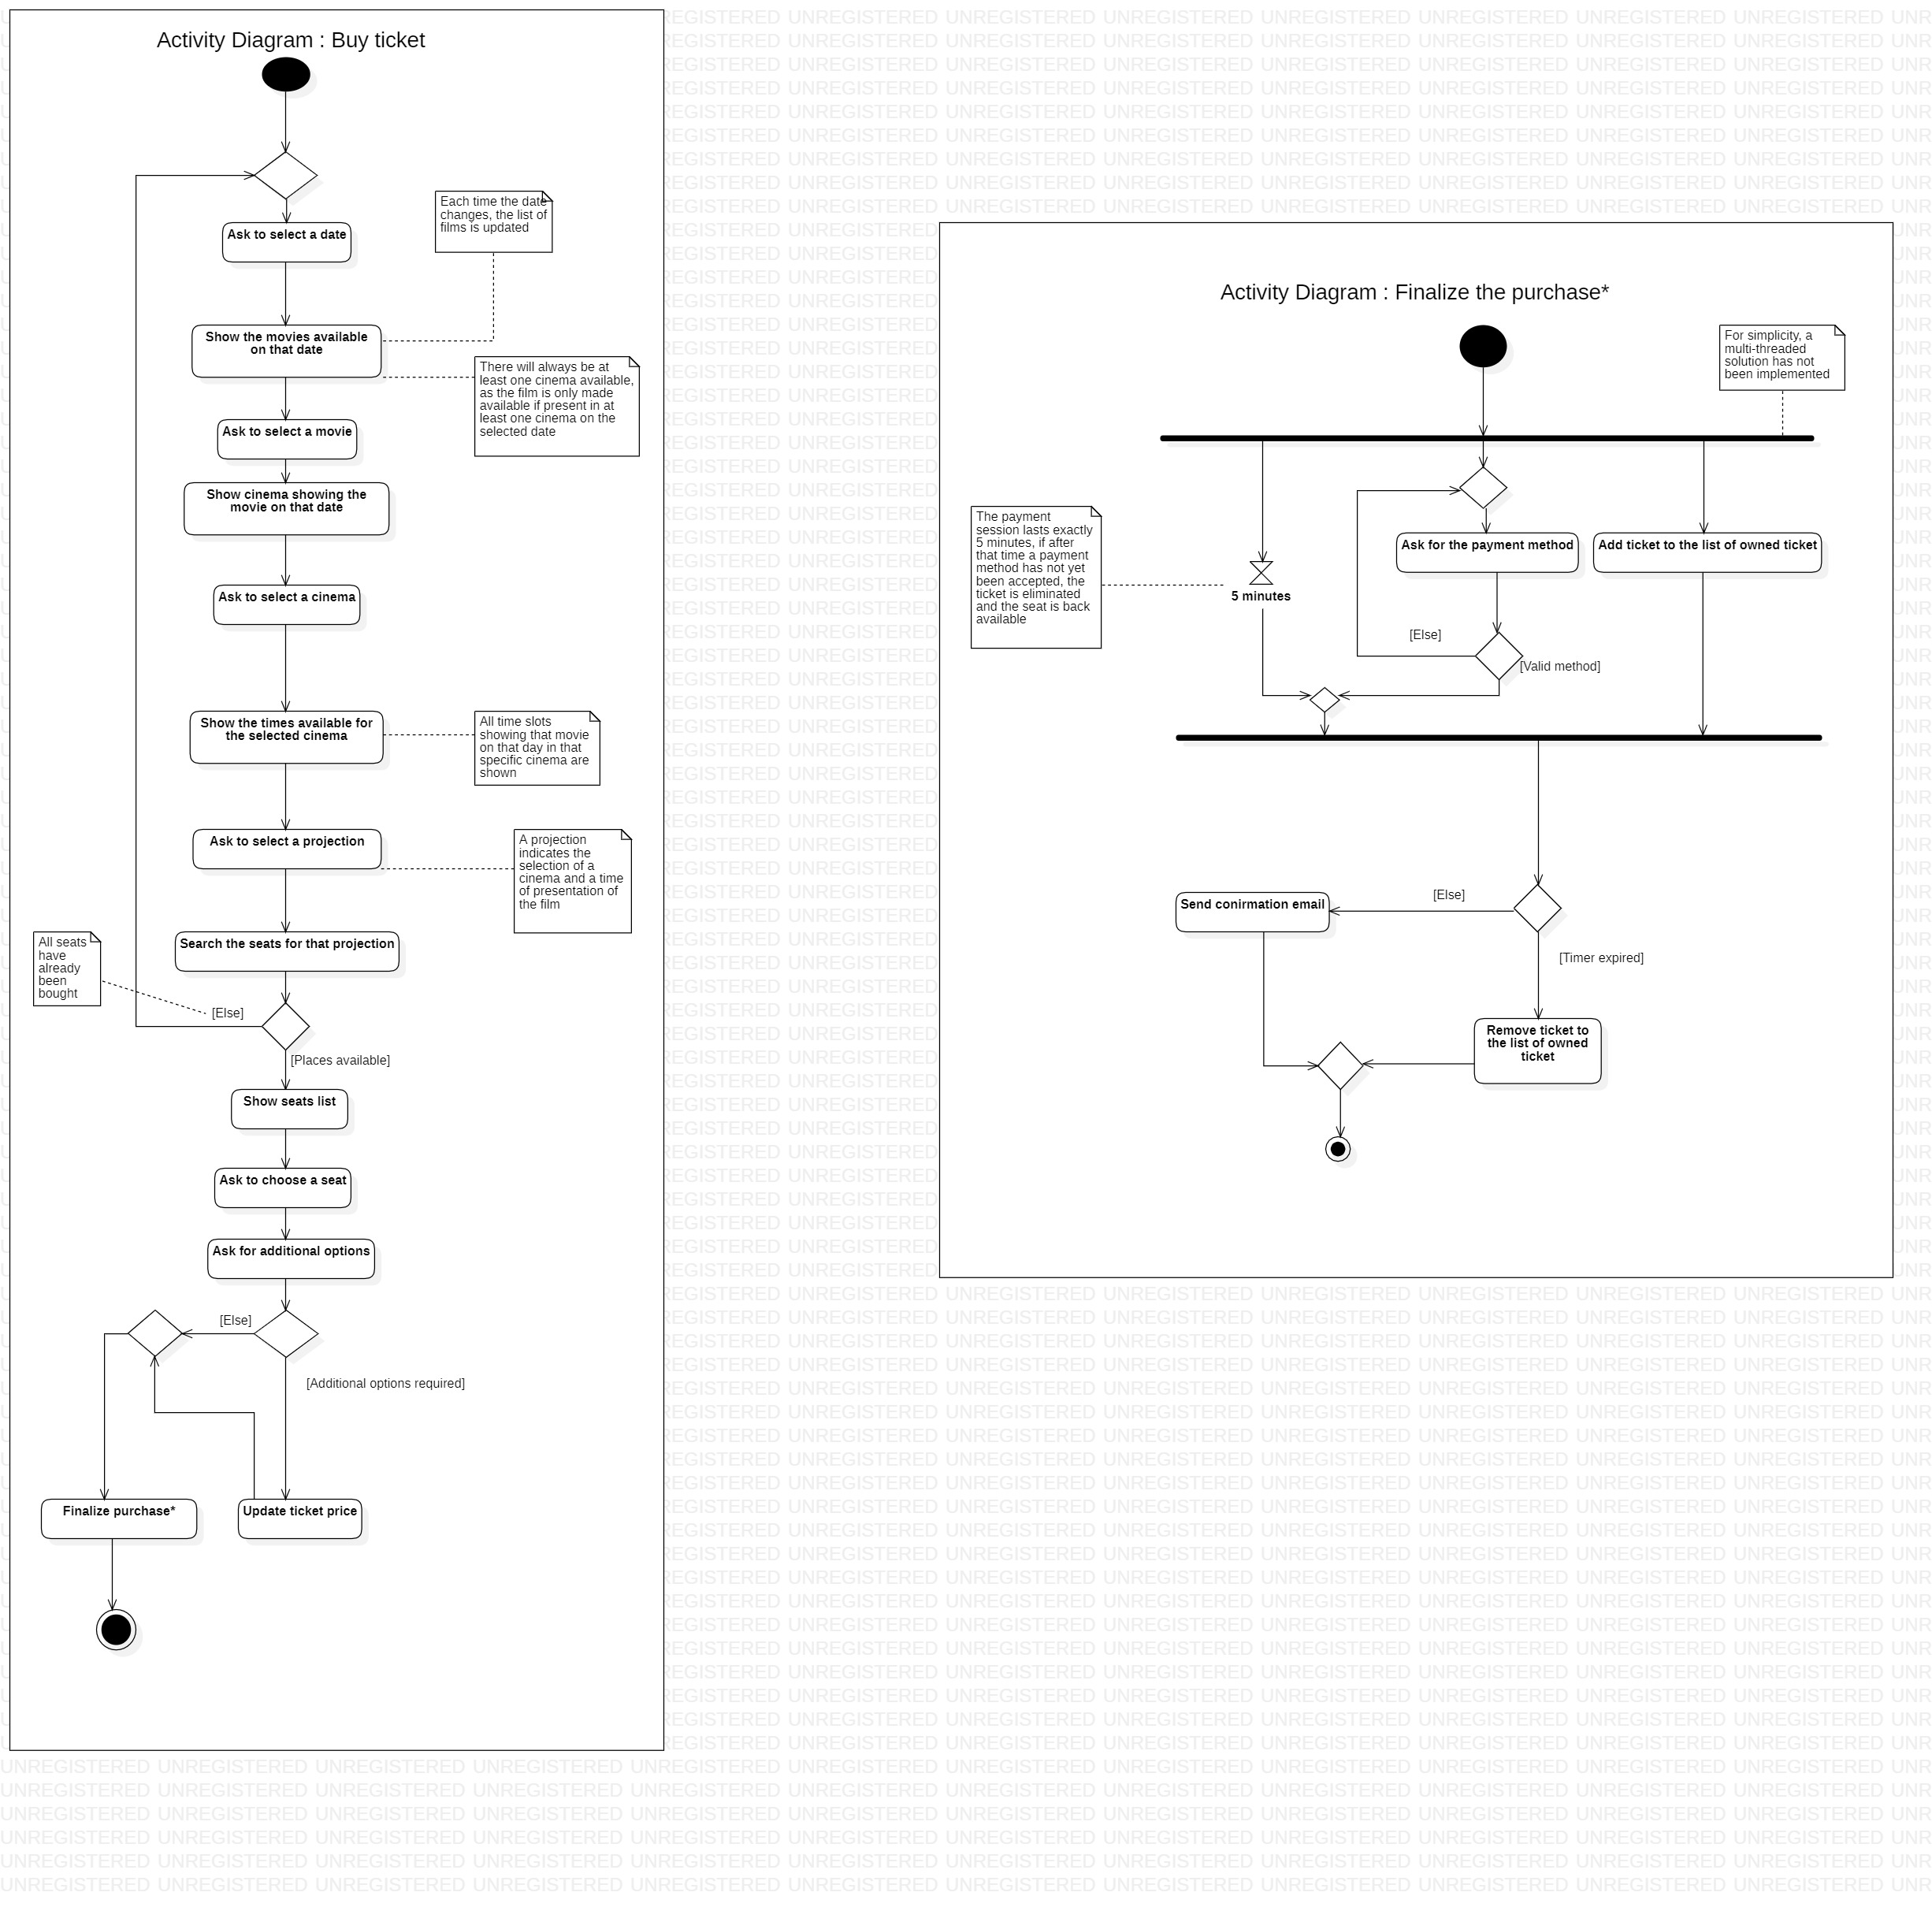 Activity Diagram : Buy ticket
Each time the date
changes, the list of
films is updated
Ask to select a date
Show the movies available
on that date
There will always be at
least one cinema available,
as the film is only made
available if present in at
least one cinema on the
selected date
Ask to select a movie
Show cinema showing the
movie on that date
Ask to select a cinema
Show the times available for
the selected cinema
All time slots
showing that movie
on that day in that
specific cinema are
shown
Ask to select a projection
A projection
indicates the
selection of a
cinema and a time
of presentation of
the film
Search the seats for that projection
All seats
have
already
been
bought
[Else]
[Places available]
Show seats list
Ask to choose a seat
Ask for additional options
[Else]
[Additional options required]
Finalize purchase*
Update ticket price
Activity Diagram : Finalize the purchase*
For simplicity, a
multi-threaded
solution has not
been implemented
The payment
session lasts exactly
5 minutes, if after
that time a payment
method has not yet
been accepted, the
ticket is eliminated
and the seat is back
available
5 minutes
Ask for the payment method
Add ticket to the list of owned ticket
[Else]
[Valid method]
Send conirmation email
[Else]
[Timer expired]
Remove ticket to
the list of owned
ticket
UNREGISTERED